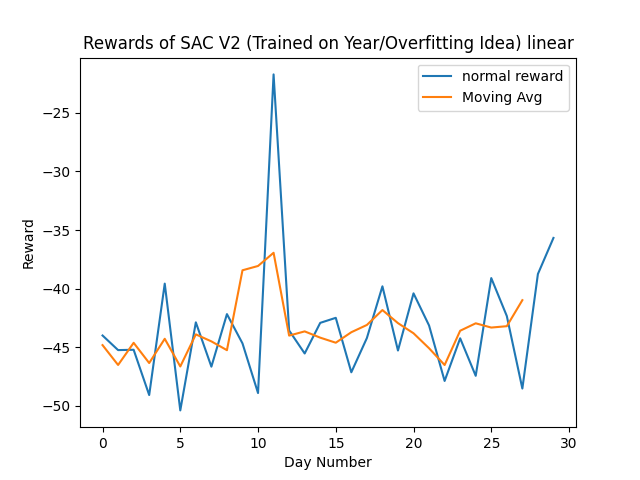 Rewards of SAC V2 (Trained on Year/Overfitting Idea) linear
normal reward
Moving Avg
Reward
−25
−30
−35
−40
−45
−50
0 5 10 15 20 25 30
Day Number